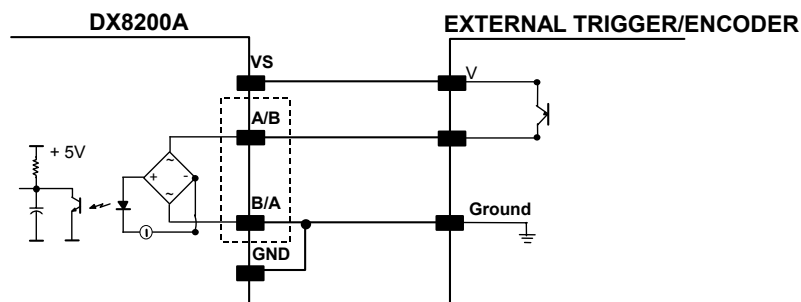 DX8200A
EXTERNAL TRIGGER/ENCODER
VS
V
A/B
+ 5V
~
+
-
~
B/A
Ground
I
GND